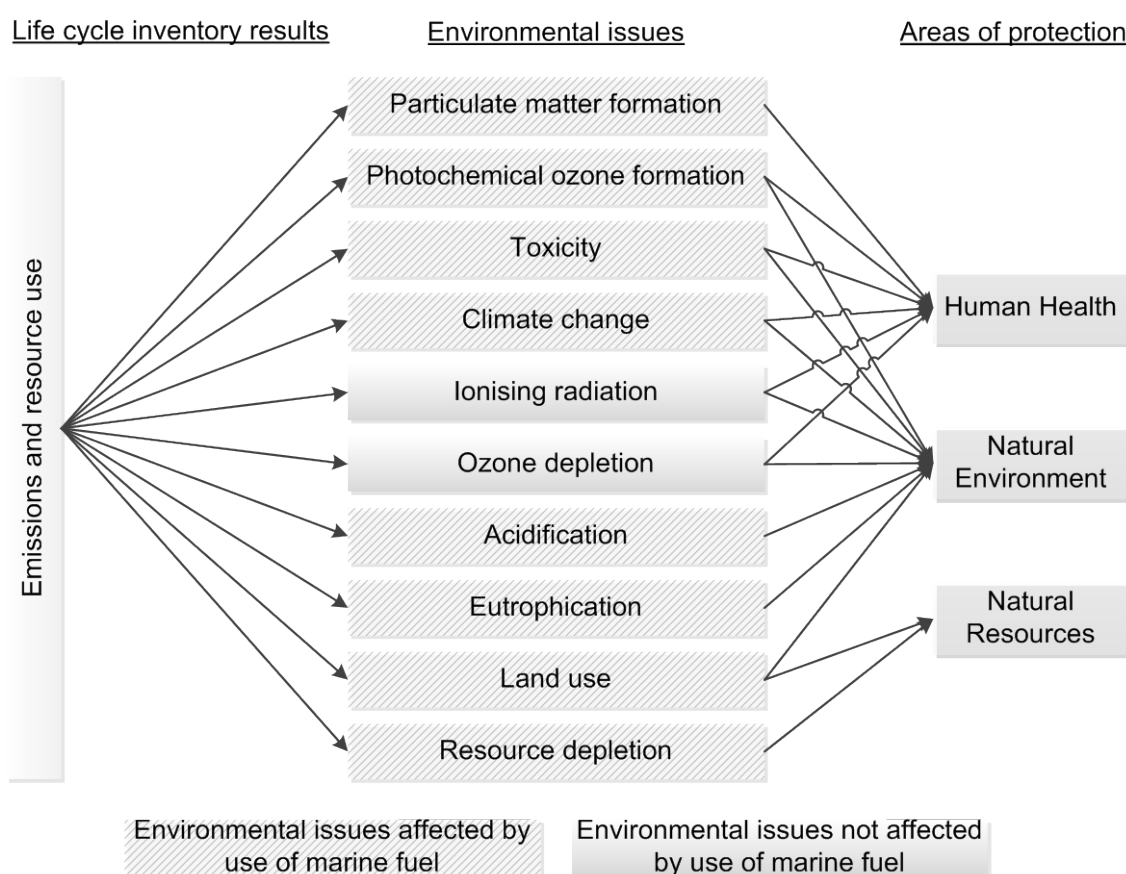 Life cycle inventory results
Environmental issues
Areas of protection
Emissions and resource use
Particulate matter formation
Photochemical ozone formation
Toxicity
Climate change
Ionising radiation
Ozone depletion
Acidification
Eutrophication
Land use
Resource depletion
Human Health
Natural
Environment
Natural
Resources
Environmental issues affected by
use of marine fuel
Environmental issues not affected
by use of marine fuel